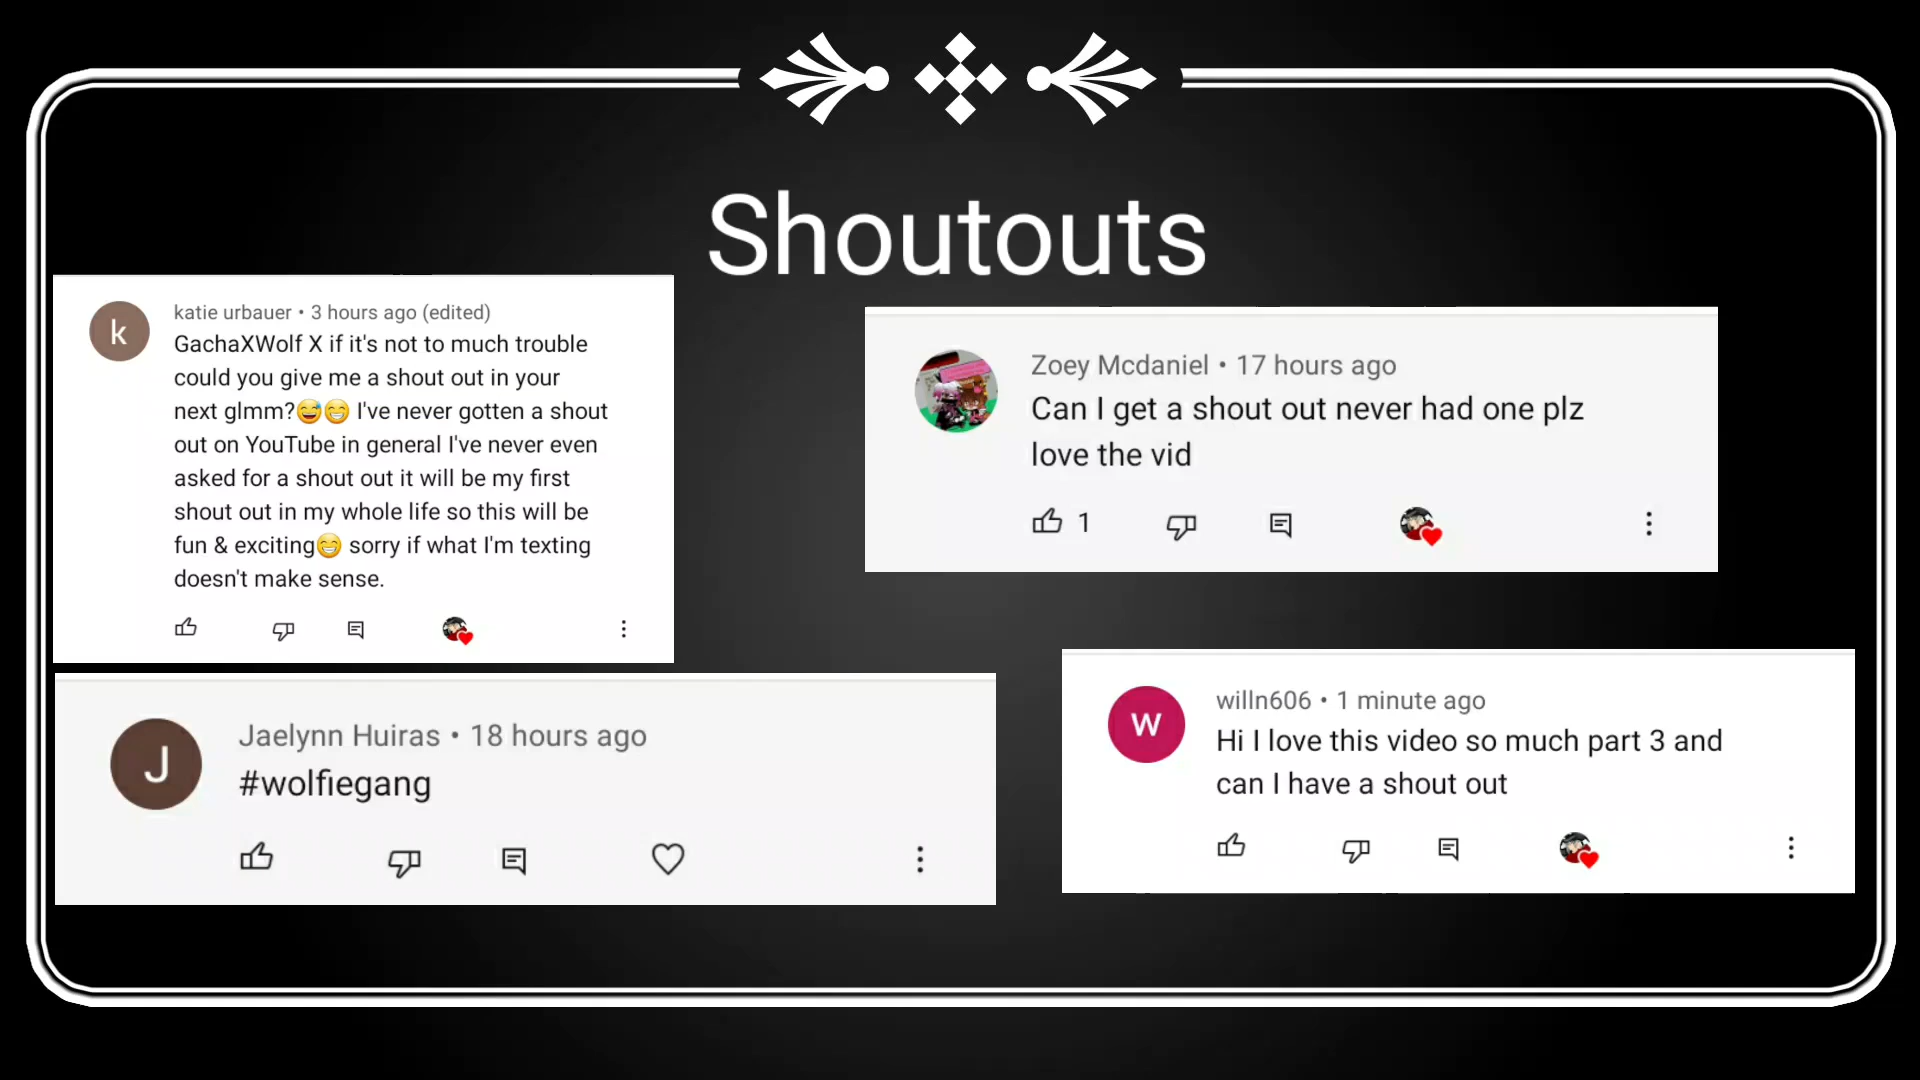 Shoutouts
k
katie urbauer • 3 hours ago (edited)
GachaXWolf X if it's not to much trouble
could you give me a shout out in your
next glmm?😅😁 I've never gotten a shout
out on YouTube in general I've never even
asked for a shout out it will be my first
shout out in my whole life so this will be
fun & exciting😁 sorry if what I'm texting
doesn't make sense.
Zoey Mcdaniel • 17 hours ago
Can I get a shout out never had one plz
love the vid
1
J
Jaelynn Huiras • 18 hours ago
#wolfiegang
W
willn606 • 1 minute ago
Hi I love this video so much part 3 and
can I have a shout out